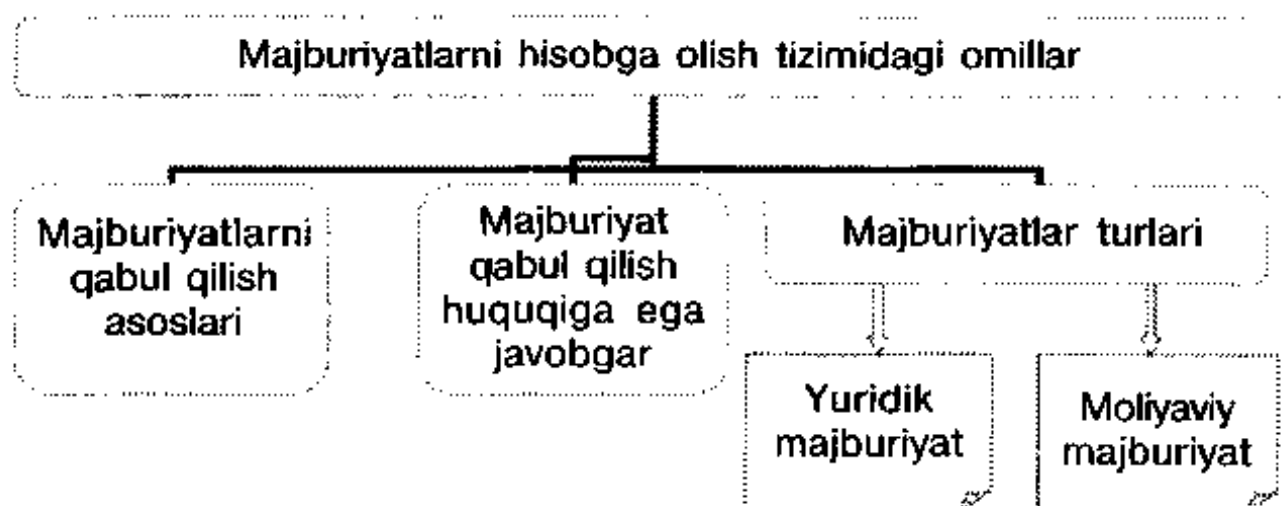 Majburiyatlarni hisobga olish tizimidagi omillar
Majburiyatlarni
qabul qilish
asoslari
Majburiyat
qabul qilish
huquqiga ega
javobgar
Majburiyatlar turlari
Yuridik
majburiyat
Moliyaviy
majburiyat